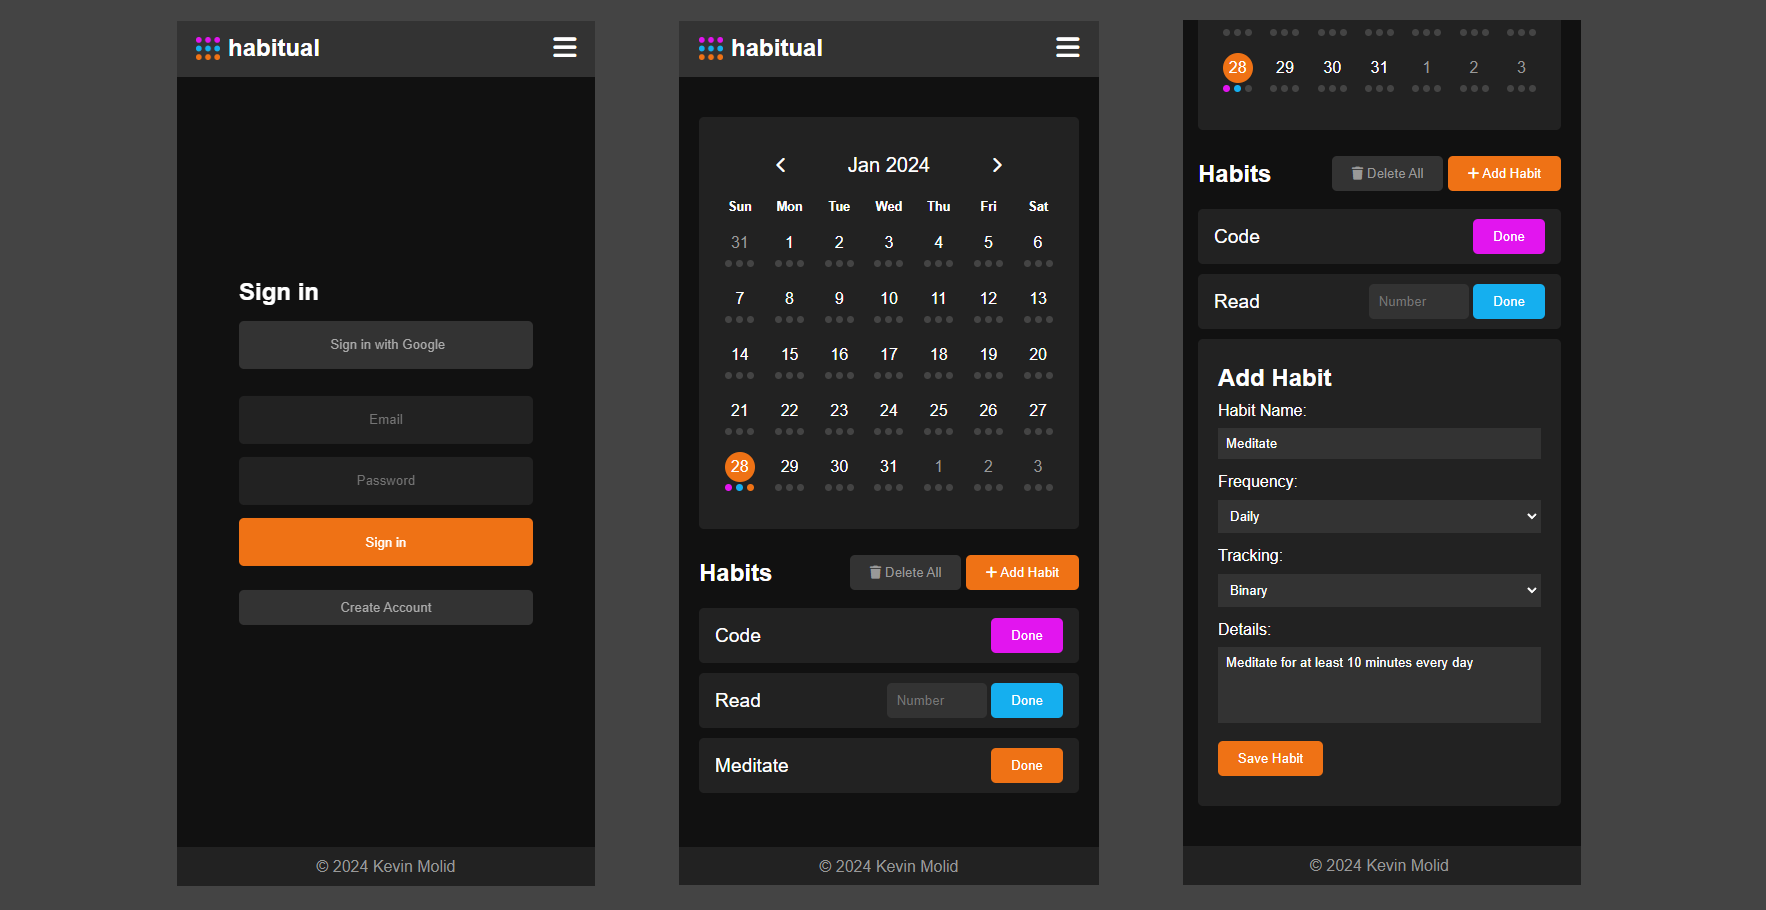 habitual
Sign in
Sign in with Google
Email
Password
Sign in
Create Account
© 2024 Kevin Molid
habitual
Jan 2024
Sun Mon Tue Wed Thu Fri Sat
31 1 2 3 4 5 6
7 8 9 10 11 12 13
14 15 16 17 18 19 20
21 22 23 24 25 26 27
28 29 30 31 1 2 3
Habits Delete All Add Habit
Code Done
Read Number Done
Meditate Done
© 2024 Kevin Molid
28 29 30 31 1 2 3
Habits Delete All Add Habit
Code Done
Read Number Done
Add Habit
Habit Name:
Meditate
Frequency:
Daily
Tracking:
Binary
Details:
Meditate for at least 10 minutes every day
Save Habit
© 2024 Kevin Molid